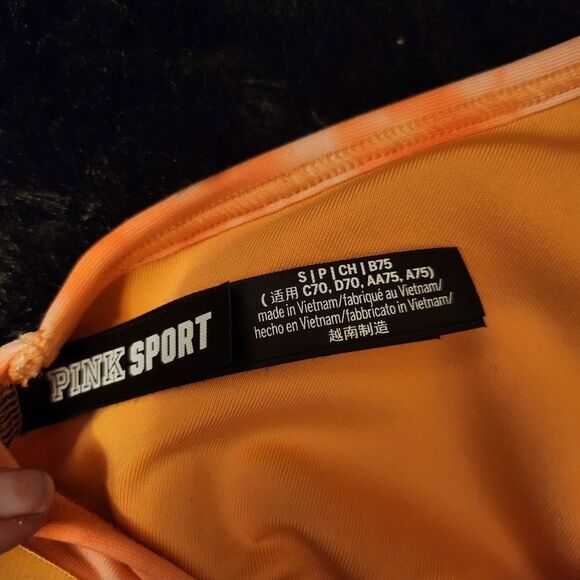 PINK SPORT
S | P | CH | B75
( 适用 C70, D70, AA75, A75)
made in Vietnam/fabriqué au Vietnam/
hecho en Vietnam/fabbricato in Vietnam/
越南制造